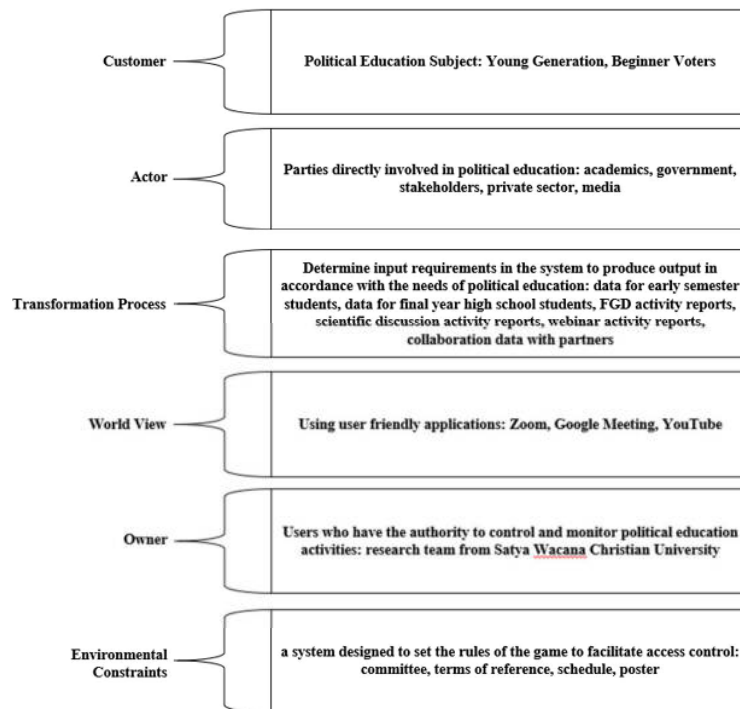 Customer
Political Education Subject: Young Generation, Beginner Voters
Actor
Parties directly involved in political education: academics, government,
stakeholders, private sector, media
Transformation Process
Determine input requirements in the system to produce output in
accordance with the needs of political education: data for early semester
students, data for final year high school students, FGD activity reports,
scientific discussion activity reports, webinar activity reports,
collaboration data with partners
World View
Using user friendly applications: Zoom, Google Meeting, YouTube
Owner
Users who have the authority to control and monitor political education
activities: research team from Satya Wacana Christian University
Environmental
Constraints
a system designed to set the rules of the game to facilitate access control:
committee, terms of reference, schedule, poster